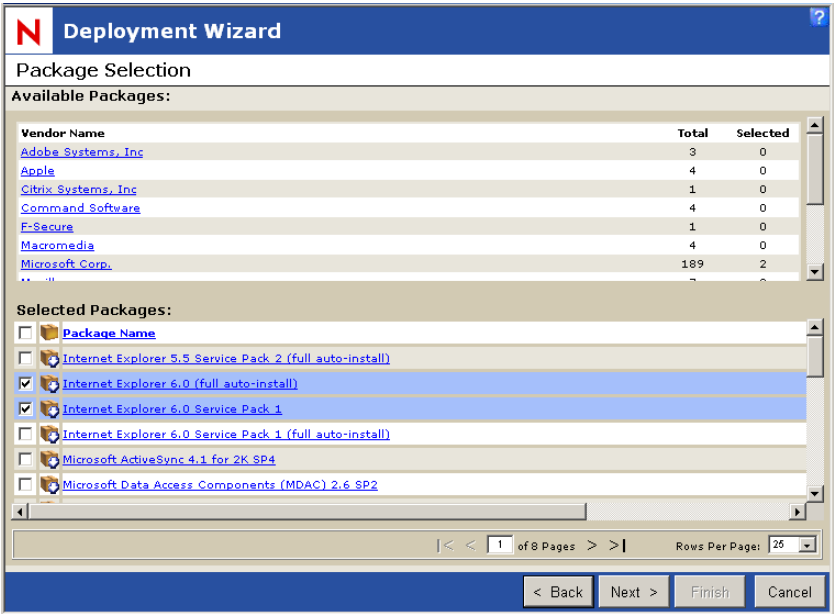 N Deployment Wizard ?
Package Selection
Available Packages:
Vendor Name Total Selected
Adobe Systems, Inc 3 0
Apple 4 0
Citrix Systems, Inc 1 0
Command Software 4 0
F-Secure 1 0
Macromedia 4 0
Microsoft Corp. 189 2
Selected Packages:
Package Name
Internet Explorer 5.5 Service Pack 2 (full auto-install)
Internet Explorer 6.0 (full auto-install)
Internet Explorer 6.0 Service Pack 1
Internet Explorer 6.0 Service Pack 1 (full auto-install)
Microsoft ActiveSync 4.1 for 2K SP4
Microsoft Data Access Components (MDAC) 2.6 SP2
|< < 1 of 8 Pages > >| Rows Per Page: 25
< Back Next > Finish Cancel